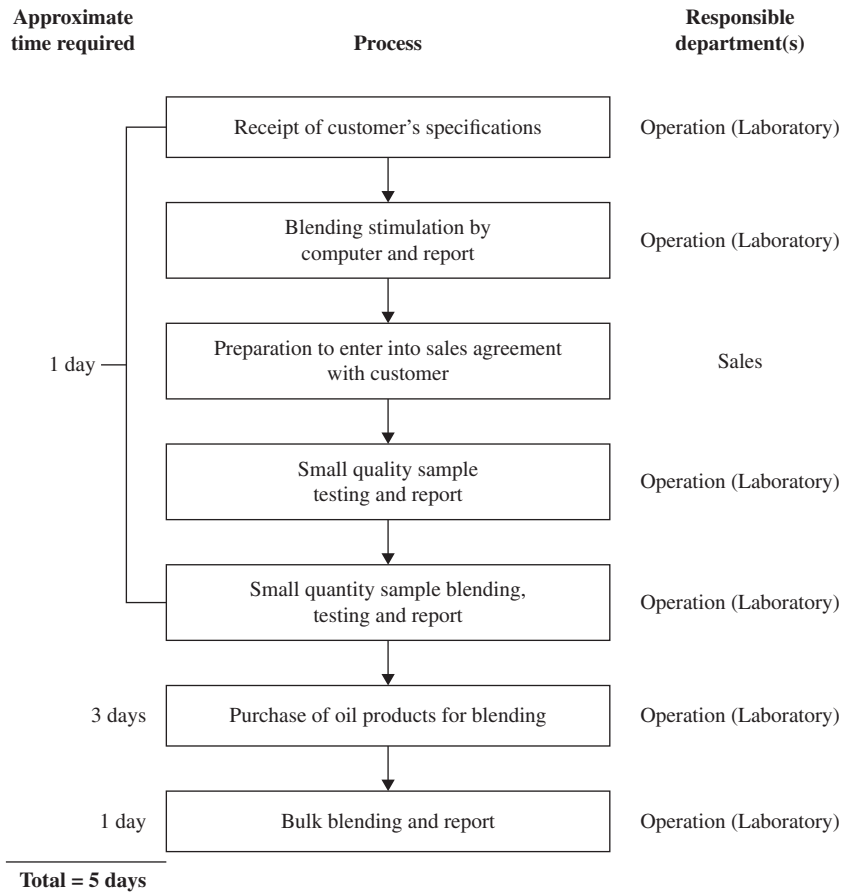 Approximate
time required
Process
Responsible
department(s)
Receipt of customer's specifications
Operation (Laboratory)
Blending stimulation by
computer and report
Operation (Laboratory)
1 day
Preparation to enter into sales agreement
with customer
Sales
Small quality sample
testing and report
Operation (Laboratory)
Small quantity sample blending,
testing and report
Operation (Laboratory)
3 days
Purchase of oil products for blending
Operation (Laboratory)
1 day
Bulk blending and report
Operation (Laboratory)
Total = 5 days